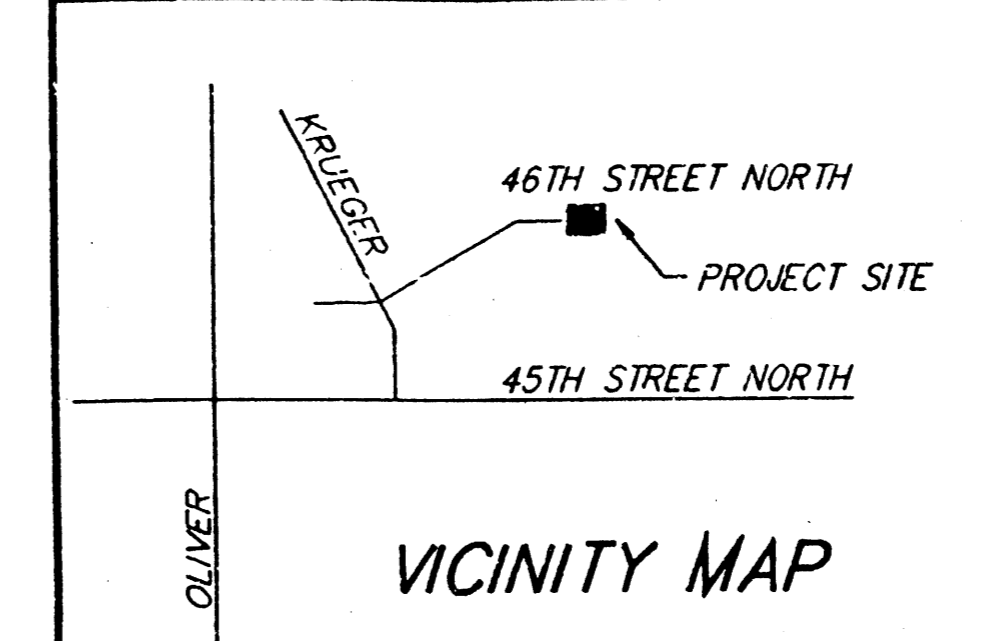 KRUEGER
46TH STREET NORTH
PROJECT SITE
45TH STREET NORTH
OLIVER
VICINITY MAP